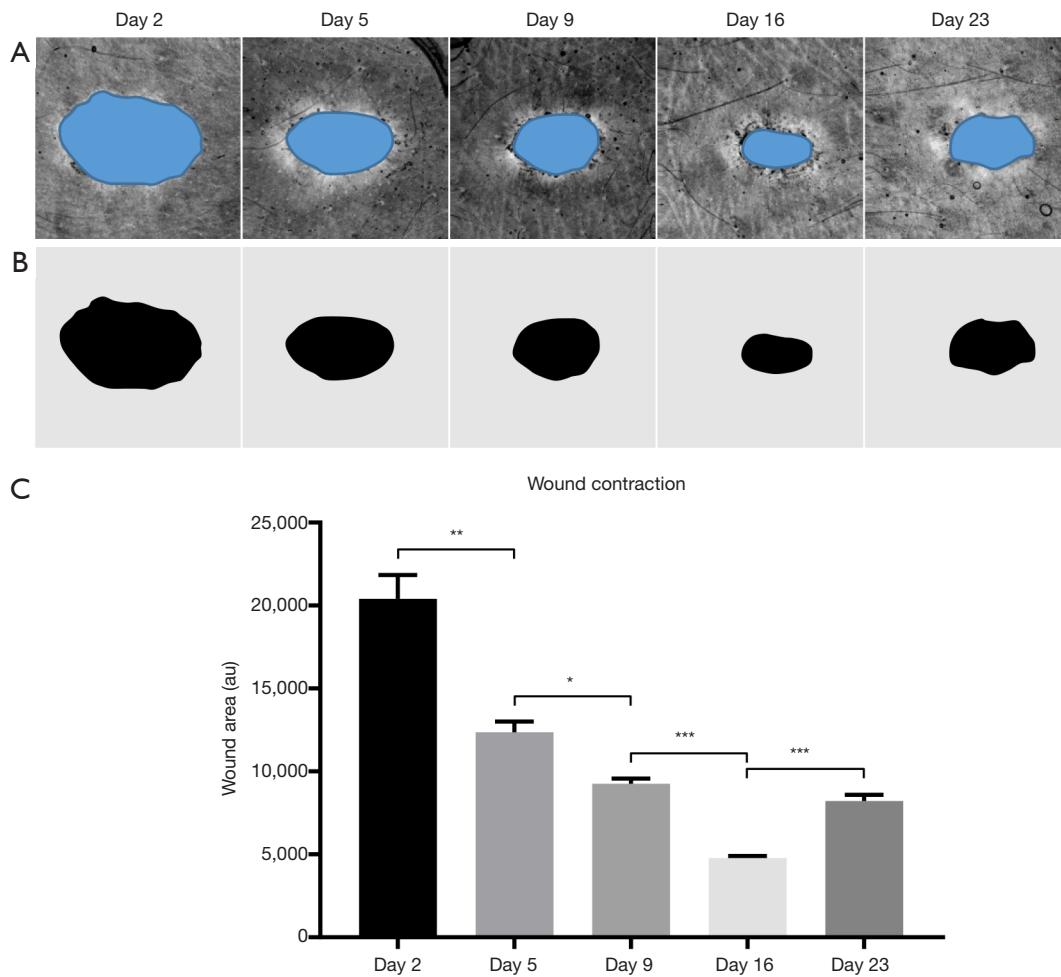 Day 2 Day 5 Day 9 Day 16 Day 23
A
B
C
Wound contraction
25,000
**
20,000
15,000
*
***
***
10,000
5,000
0
Wound area (au)
Day 2 Day 5 Day 9 Day 16 Day 23